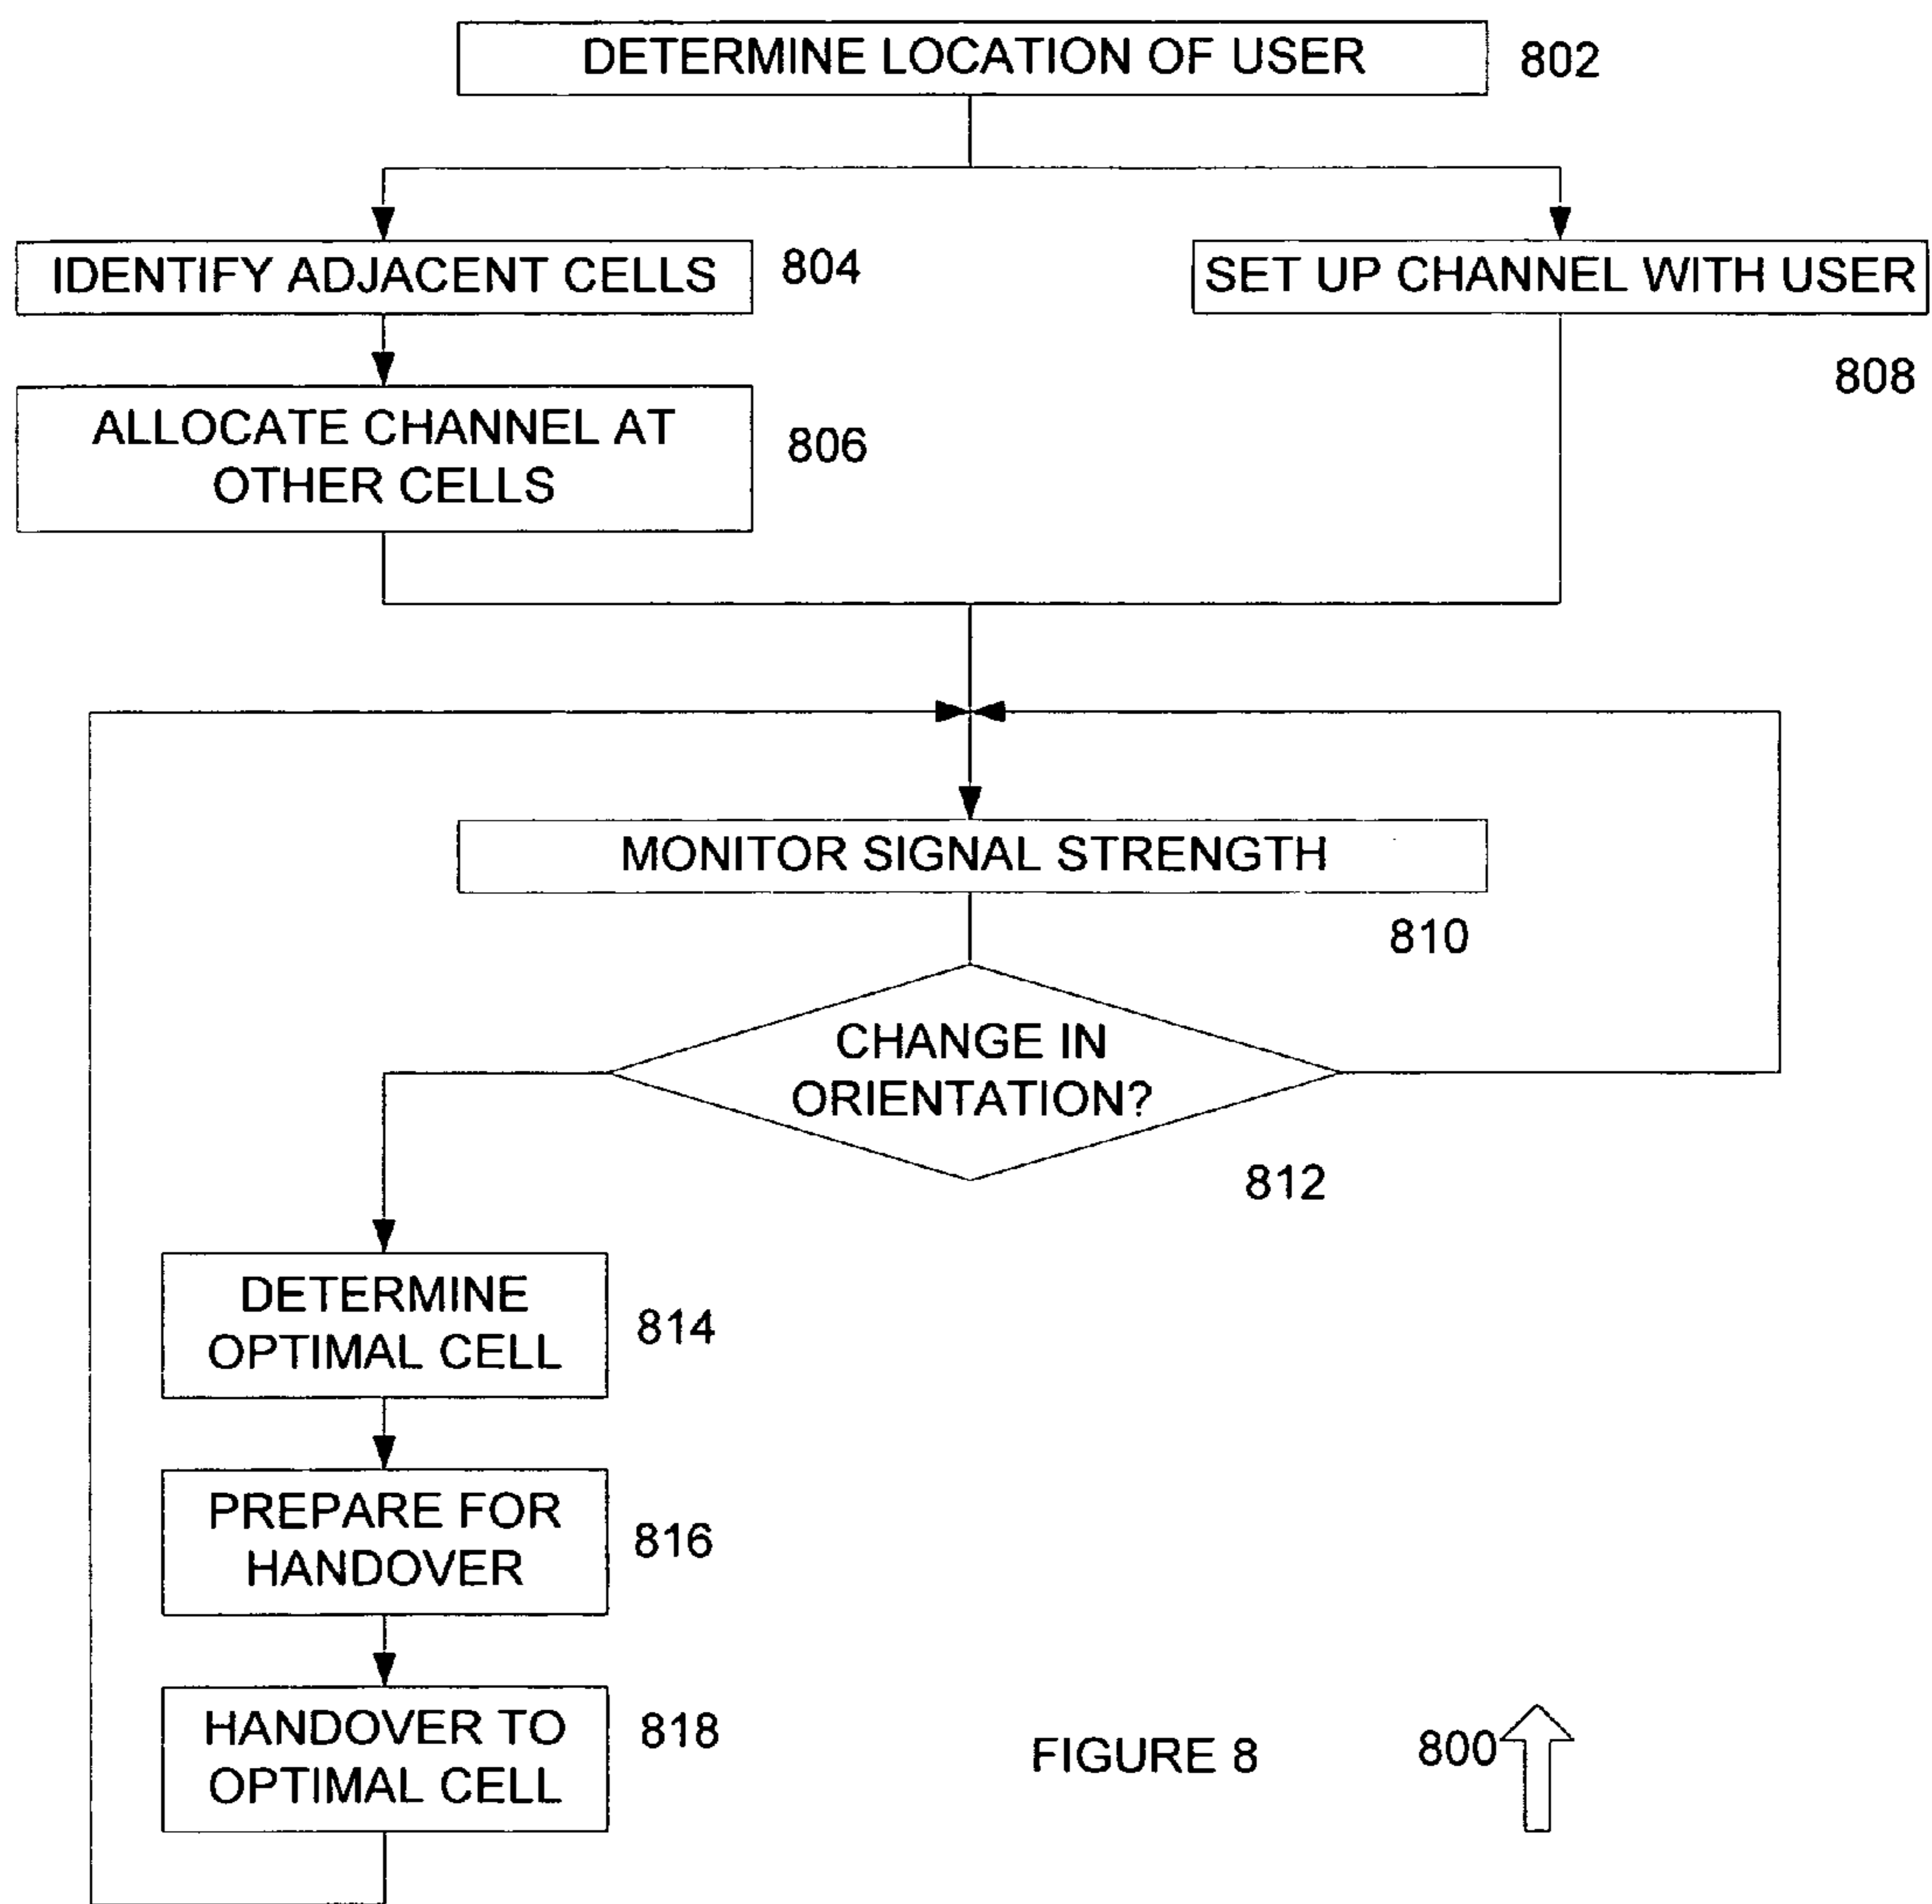 DETERMINE LOCATION OF USER
802
IDENTIFY ADJACENT CELLS
804
SET UP CHANNEL WITH USER
808
ALLOCATE CHANNEL AT
OTHER CELLS
806
MONITOR SIGNAL STRENGTH
810
CHANGE IN
ORIENTATION?
812
DETERMINE
OPTIMAL CELL
814
PREPARE FOR
HANDOVER
816
HANDOVER TO
OPTIMAL CELL
818
FIGURE 8
800